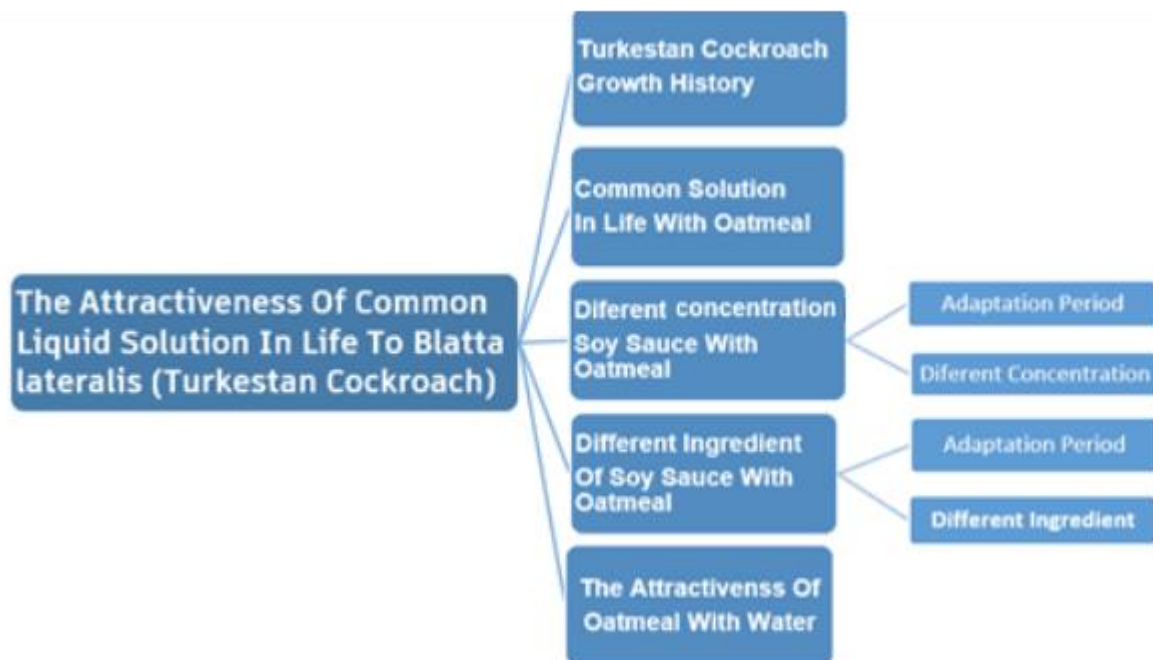 Turkestan Cockroach
Growth History
Common Solution
In Life With Oatmeal
The Attractiveness Of Common
Liquid Solution In Life To Blatta
lateralis (Turkestan Cockroach)
Diferent concentration
Soy Sauce With
Oatmeal
Adaptation Period
Diferent Concentration
Different Ingredient
Of Soy Sauce With
Oatmeal
Adaptation Period
Different Ingredient
The Attractivenss Of
Oatmeal With Water